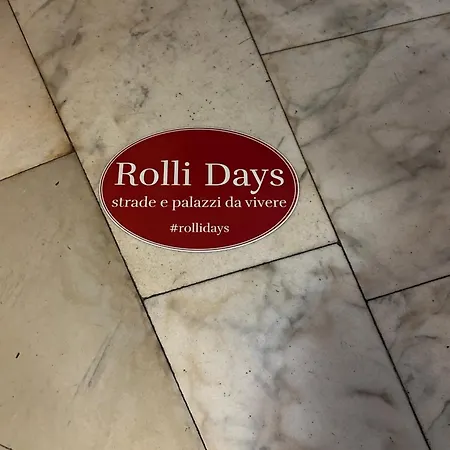 Rolli Days
strade e palazzi da vivere
#rollidays